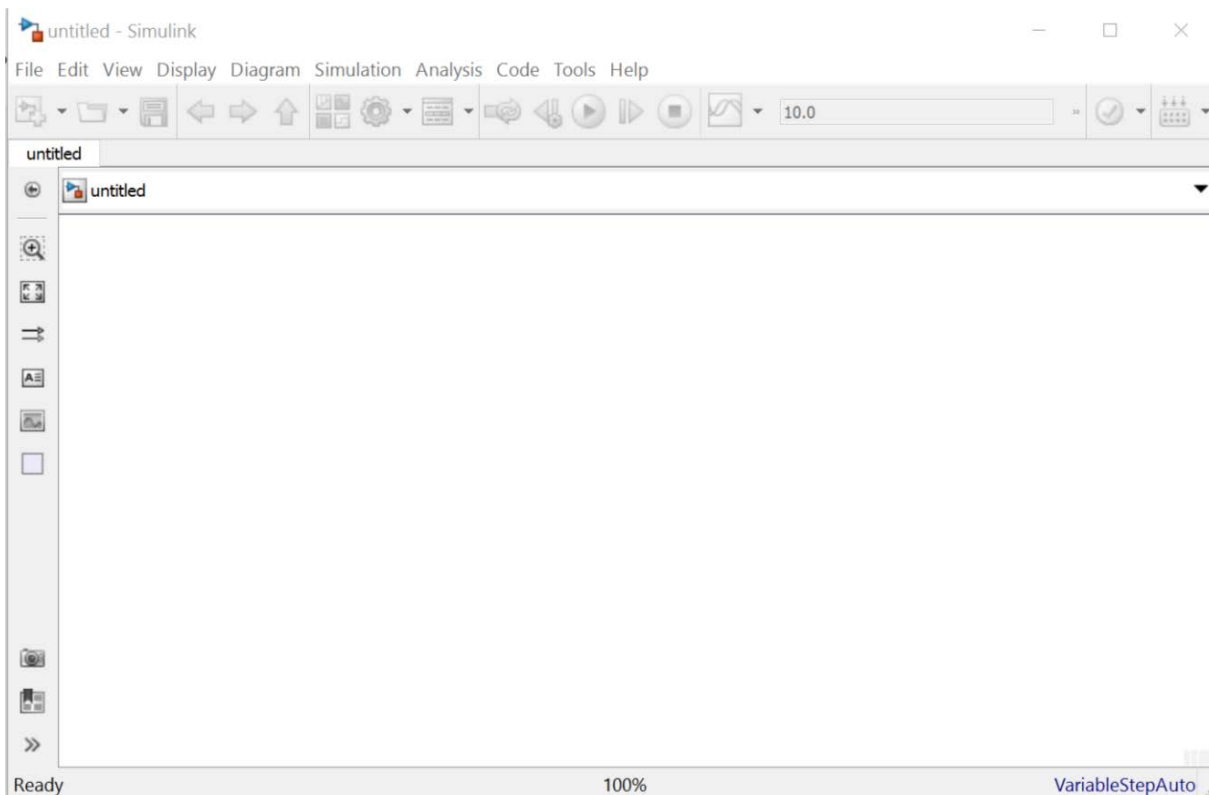 untitled - Simulink
File Edit View Display Diagram Simulation Analysis Code Tools Help
10.0 »
untitled
untitled
Ready 100% VariableStepAuto